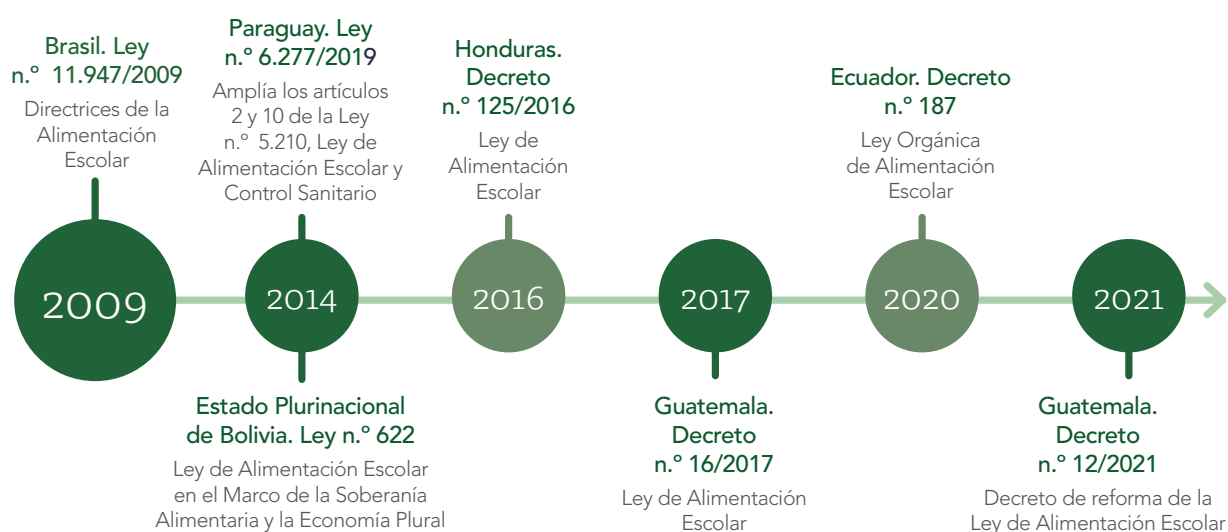 Brasil. Ley
n.º 11.947/2009
Directrices de la
Alimentación
Escolar
Paraguay. Ley
n.º 6.277/2019
Amplía los artículos
2 y 10 de la Ley
n.º 5.210, Ley de
Alimentación Escolar y
Control Sanitario
Honduras.
Decreto
n.º 125/2016
Ley de
Alimentación
Escolar
Ecuador. Decreto
n.º 187
Ley Orgánica
de Alimentación
Escolar
2009
2014
2016
2017
2020
2021
Estado Plurinacional
de Bolivia. Ley n.º 622
Ley de Alimentación Escolar
en el Marco de la Soberanía
Alimentaria y la Economía Plural
Guatemala.
Decreto
n.º 16/2017
Ley de Alimentación
Escolar
Guatemala.
Decreto
n.º 12/2021
Decreto de reforma de la
Ley de Alimentación Escolar